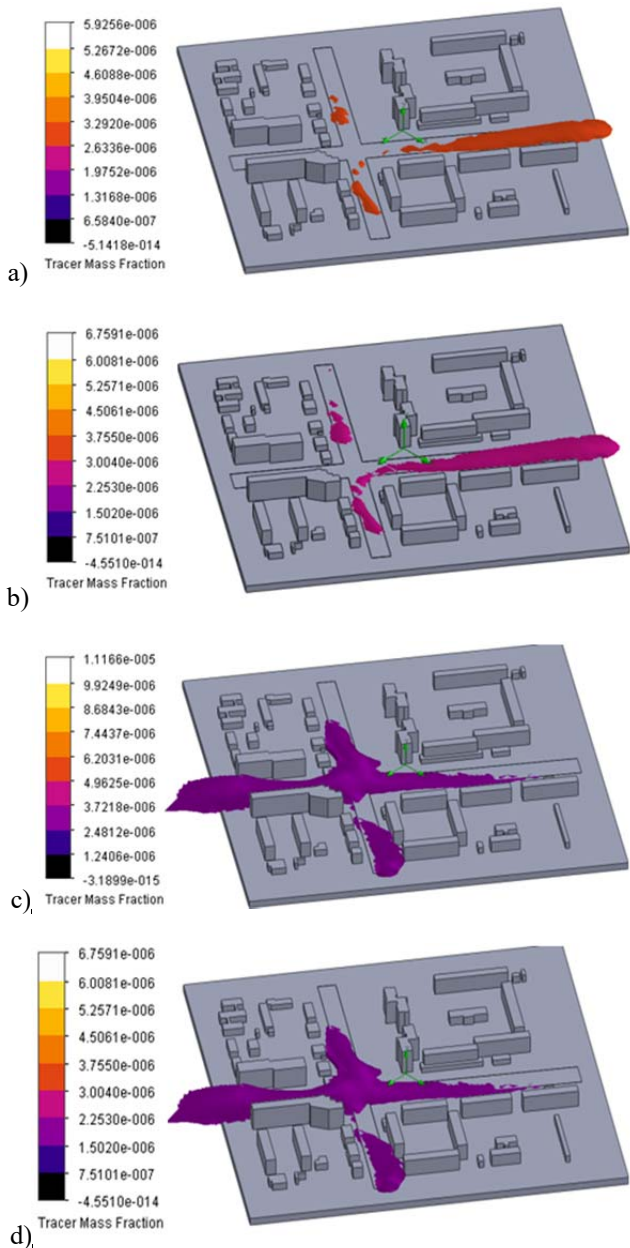 5.9256e-006
5.2672e-006
4.6088e-006
3.9504e-006
3.2920e-006
2.6336e-006
1.9752e-006
1.3168e-006
6.5840e-007
-5.1418e-014
Tracer Mass Fraction
a)
6.7591e-006
6.0081e-006
5.2571e-006
4.5061e-006
3.7550e-006
3.0040e-006
2.2530e-006
1.5020e-006
7.5101e-007
-4.5510e-014
Tracer Mass Fraction
b)
1.1166e-005
9.9249e-006
8.6843e-006
7.4437e-006
6.2031e-006
4.9625e-006
3.7218e-006
2.4812e-006
1.2406e-006
-3.1899e-015
Tracer Mass Fraction
c)
6.7591e-006
6.0081e-006
5.2571e-006
4.5061e-006
3.7550e-006
3.0040e-006
2.2530e-006
1.5020e-006
7.5101e-007
-4.5510e-014
Tracer Mass Fraction
d)